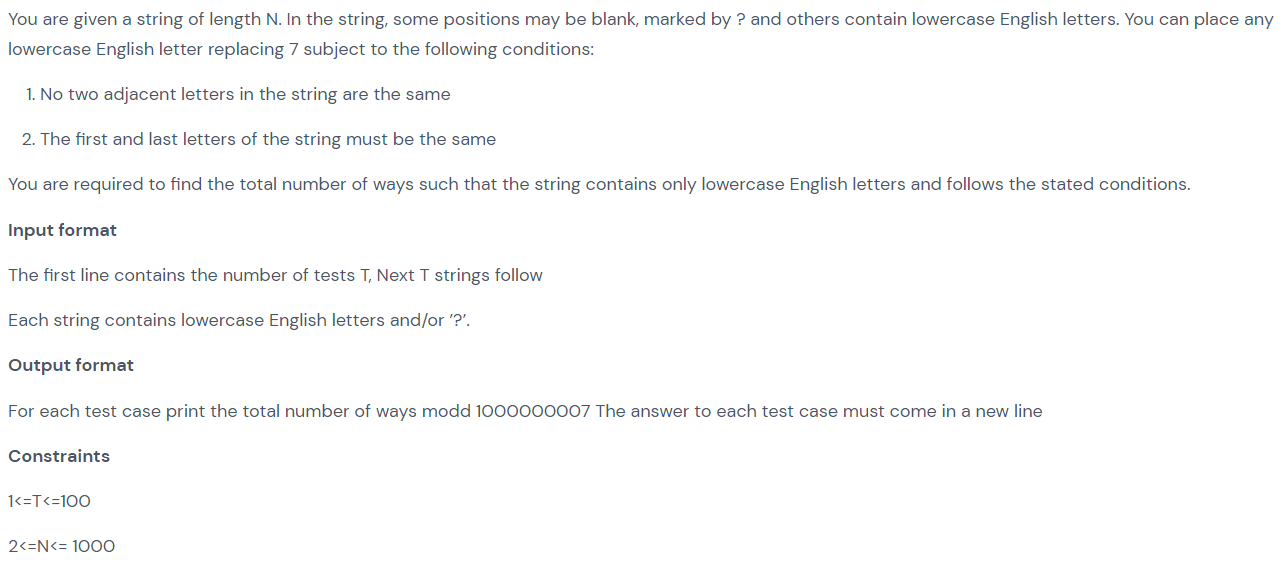 You are given a string of length N. In the string, some positions may be blank, marked by ? and others contain lowercase English letters. You can place any
lowercase English letter replacing 7 subject to the following conditions:
1. No two adjacent letters in the string are the same
2. The first and last letters of the string must be the same
You are required to find the total number of ways such that the string contains only lowercase English letters and follows the stated conditions.
Input format
The first line contains the number of tests T, Next T strings follow
Each string contains lowercase English letters and/or ’?’.
Output format
For each test case print the total number of ways modd 1000000007 The answer to each test case must come in a new line
Constraints
1<=T<=100
2<=N<= 1000